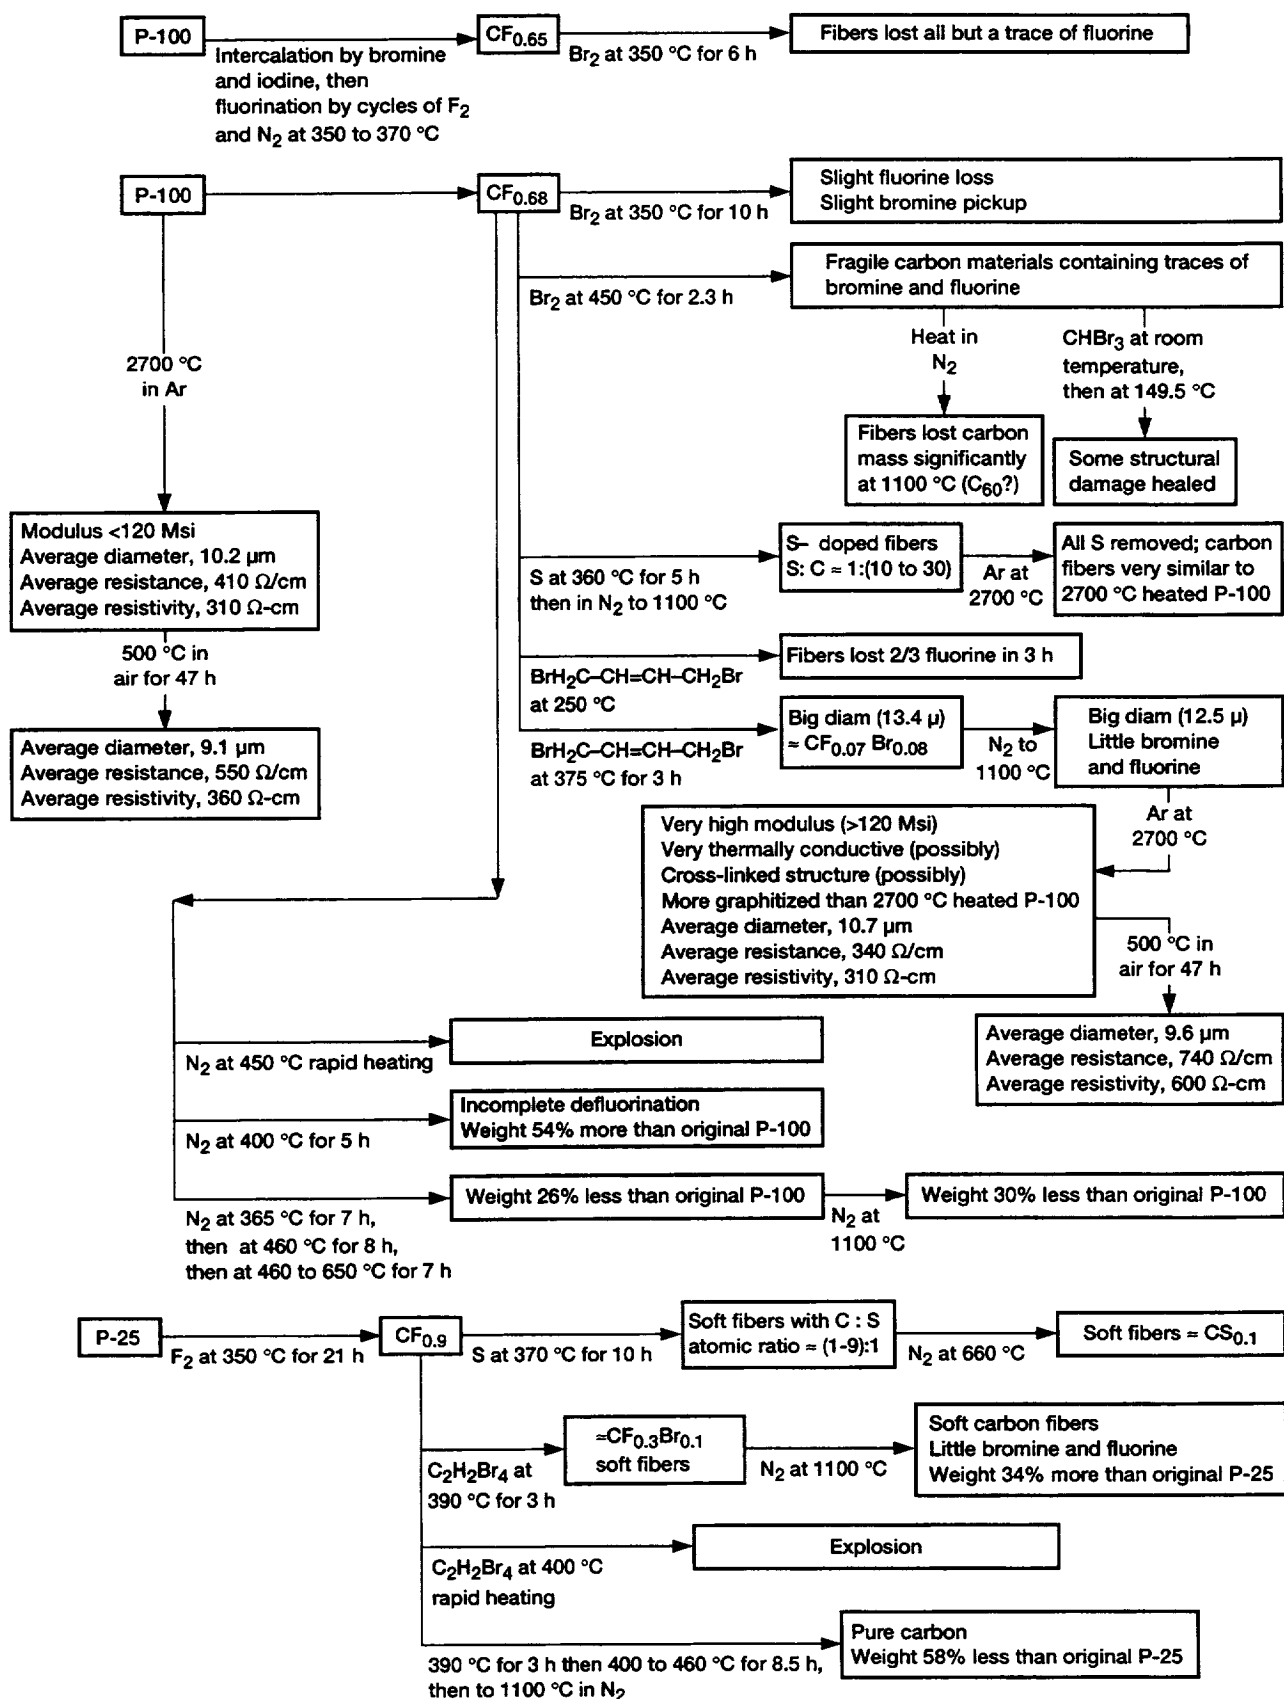 P-100
Intercalation by bromine
and iodine, then
fluorination by cycles of F2
and N2 at 350 to 370 °C
CF0.65
Br2 at 350 °C for 6 h
Fibers lost all but a trace of fluorine
P-100
CF0.68
Br2 at 350 °C for 10 h
Slight fluorine loss
Slight bromine pickup
Br2 at 450 °C for 2.3 h
Fragile carbon materials containing traces of
bromine and fluorine
Heat in
N2
CHBr3 at room
temperature,
then at 149.5 °C
2700 °C
in Ar
Fibers lost carbon
mass significantly
at 1100 °C (C60?)
Some structural
damage healed
Modulus <120 Msi
Average diameter, 10.2 µm
Average resistance, 410 Ω/cm
Average resistivity, 310 Ω-cm
500 °C in
air for 47 h
Average diameter, 9.1 µm
Average resistance, 550 Ω/cm
Average resistivity, 360 Ω-cm
S at 360 °C for 5 h
then in N2 to 1100 °C
S– doped fibers
S: C ≈ 1:(10 to 30)
Ar at
2700 °C
All S removed; carbon
fibers very similar to
2700 °C heated P-100
BrH2C–CH=CH–CH2Br
at 250 °C
Fibers lost 2/3 fluorine in 3 h
BrH2C–CH=CH–CH2Br
at 375 °C for 3 h
Big diam (13.4 µ)
≈ CF0.07 Br0.08
N2 to
1100 °C
Big diam (12.5 µ)
Little bromine
and fluorine
Ar at
2700 °C
Very high modulus (>120 Msi)
Very thermally conductive (possibly)
Cross-linked structure (possibly)
More graphitized than 2700 °C heated P-100
Average diameter, 10.7 µm
Average resistance, 340 Ω/cm
Average resistivity, 310 Ω-cm
500 °C in
air for 47 h
Average diameter, 9.6 µm
Average resistance, 740 Ω/cm
Average resistivity, 600 Ω-cm
N2 at 450 °C rapid heating
Explosion
N2 at 400 °C for 5 h
Incomplete defluorination
Weight 54% more than original P-100
N2 at 365 °C for 7 h,
then at 460 °C for 8 h,
then at 460 to 650 °C for 7 h
Weight 26% less than original P-100
N2 at
1100 °C
Weight 30% less than original P-100
P-25
F2 at 350 °C for 21 h
CF0.9
S at 370 °C for 10 h
Soft fibers with C : S
atomic ratio ≈ (1-9):1
N2 at 660 °C
Soft fibers ≈ CS0.1
C2H2Br4 at
390 °C for 3 h
≈CF0.3Br0.1
soft fibers
N2 at 1100 °C
Soft carbon fibers
Little bromine and fluorine
Weight 34% more than original P-25
C2H2Br4 at 400 °C
rapid heating
Explosion
390 °C for 3 h then 400 to 460 °C for 8.5 h,
then to 1100 °C in N2
Pure carbon
Weight 58% less than original P-25